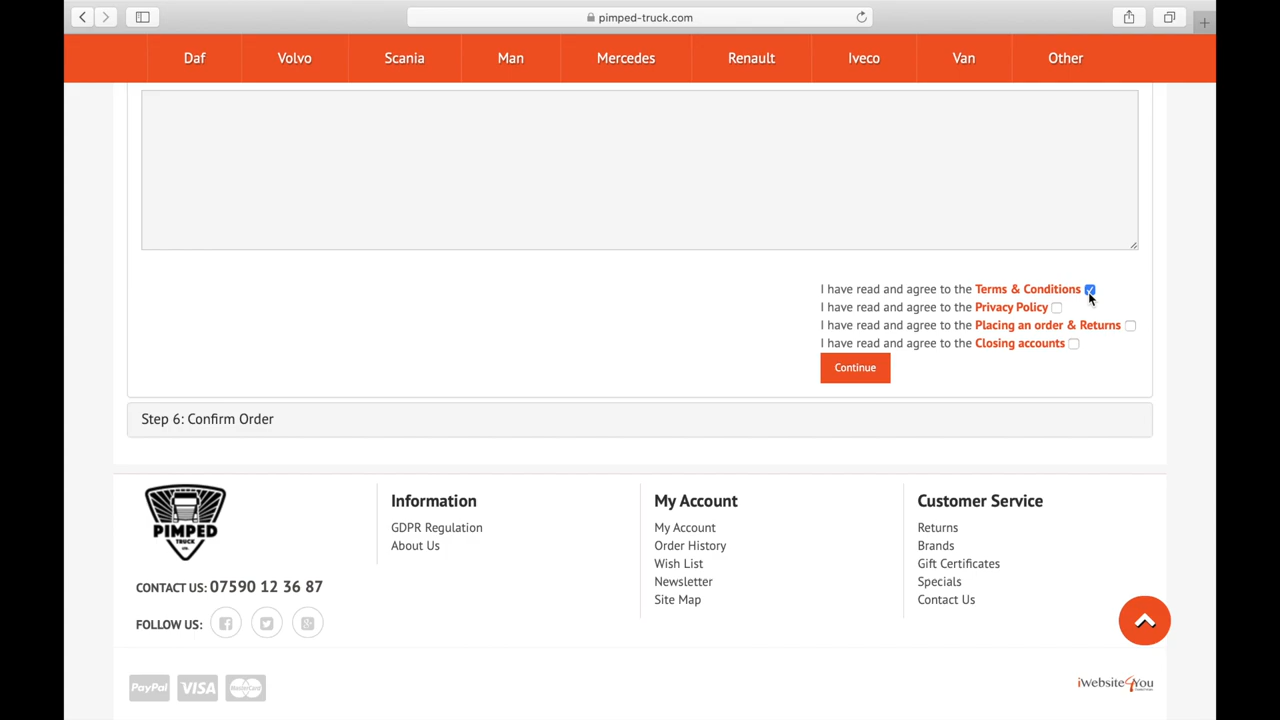 pimped-truck.com
Daf Volvo Scania Man Mercedes Renault Iveco Van Other
I have read and agree to the Terms & Conditions
I have read and agree to the Privacy Policy
I have read and agree to the Placing an order & Returns
I have read and agree to the Closing accounts
Continue
Step 6: Confirm Order
PIMPED
TRUCK
CONTACT US: 07590 12 36 87
FOLLOW US:
Information
GDPR Regulation
About Us
My Account
My Account
Order History
Wish List
Newsletter
Site Map
Customer Service
Returns
Brands
Gift Certificates
Specials
Contact Us
PayPal VISA MasterCard
iWebsite4You